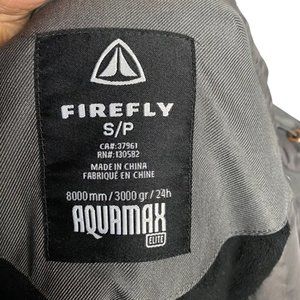 FIREFLY
S/P
CA#: 37961
RN#: 130582
MADE IN CHINA
FABRIQUÉ EN CHINE
8000 mm / 3000 gr / 24h
AQUAMAX
ELITE